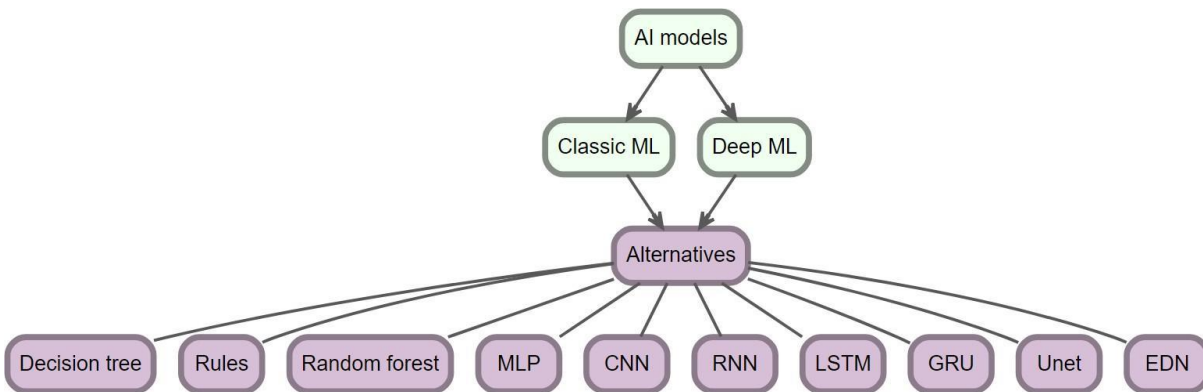 AI models
Classic ML
Deep ML
Alternatives
Decision tree
Rules
Random forest
MLP
CNN
RNN
LSTM
GRU
Unet
EDN